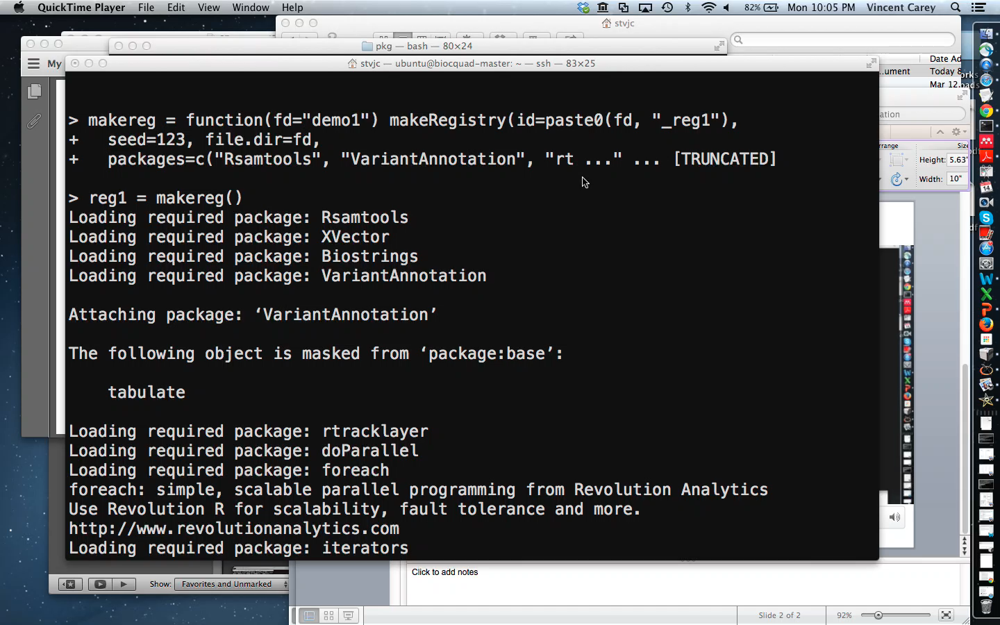 QuickTime Player File Edit View Window Help 82% Mon 10:05 PM Vincent Carey
stvjc
pkg — bash — 80×24
Date Ad
My
stvjc — ubuntu@biocquad-master: ~ — ssh — 83×25
...ument Today 8
Mar 12
> makereg = function(fd="demo1") makeRegistry(id=paste0(fd, "_reg1"),
+ seed=123, file.dir=fd,
+ packages=c("Rsamtools", "VariantAnnotation", "rt ..." ... [TRUNCATED]
> reg1 = makereg()
Loading required package: Rsamtools
Loading required package: XVector
Loading required package: Biostrings
Loading required package: VariantAnnotation
Attaching package: ‘VariantAnnotation’
The following object is masked from ‘package:base’:
tabulate
Loading required package: rtracklayer
Loading required package: doParallel
Loading required package: foreach
foreach: simple, scalable parallel programming from Revolution Analytics
Use Revolution R for scalability, fault tolerance and more.
http://www.revolutionanalytics.com
Loading required package: iterators
ation
rrange Size
Height: 5.63"
Width: 10"
Click to add notes
Show: Favorites and Unmarked
Slide 2 of 2 92%